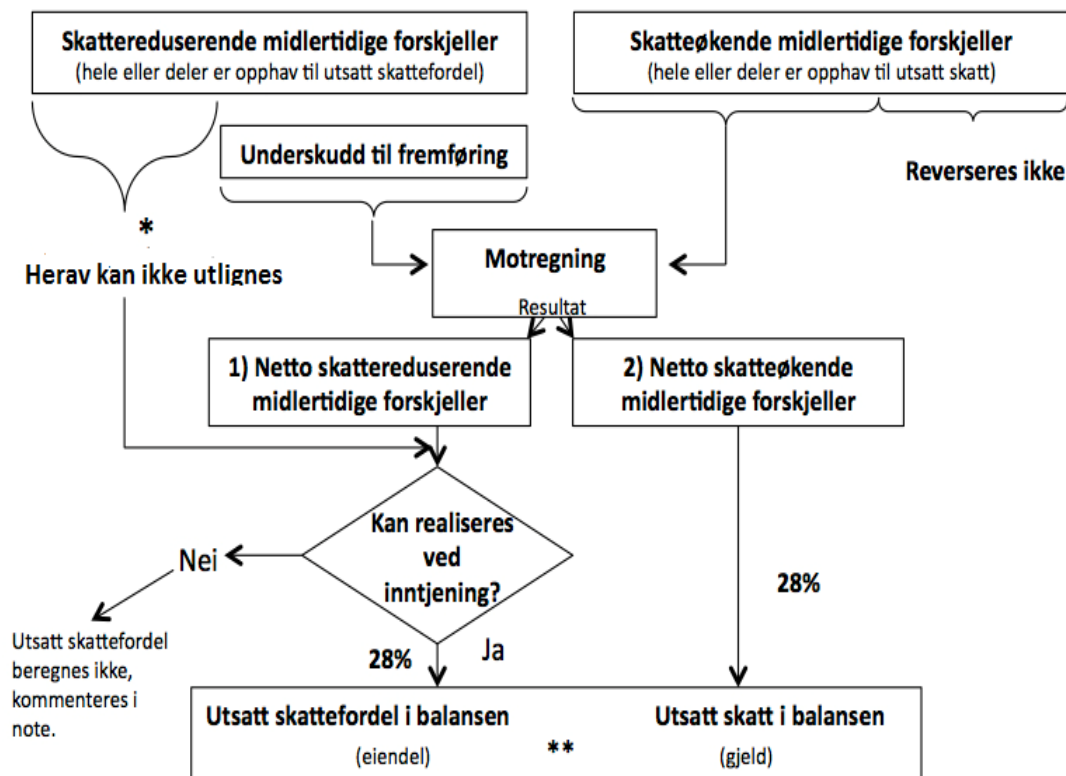 Skattereduserende midlertidige forskjeller
(hele eller deler er opphav til utsatt skattefordel)
Skatteøkende midlertidige forskjeller
(hele eller deler er opphav til utsatt skatt)
Underskudd til fremføring
Reverseres ikke
*
Herav kan ikke utlignes
Motregning
Resultat
1) Netto skattereduserende
midlertidige forskjeller
2) Netto skatteøkende
midlertidige forskjeller
Kan realiseres
ved
inntjening?
Nei
28%
Utsatt skattefordel
beregnes ikke,
kommenteres i
note.
28%
Ja
Utsatt skattefordel i balansen
(eiendel)
**
Utsatt skatt i balansen
(gjeld)